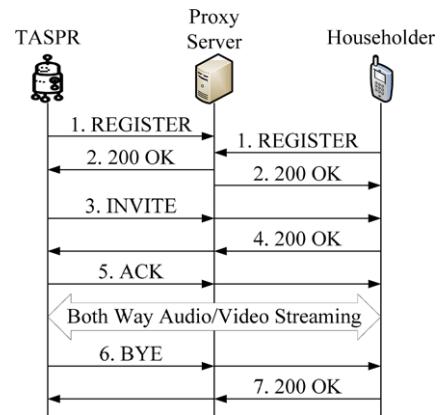 TASPR
Proxy
Server
Householder
1. REGISTER
1. REGISTER
2. 200 OK
2. 200 OK
3. INVITE
4. 200 OK
5. ACK
Both Way Audio/Video Streaming
6. BYE
7. 200 OK